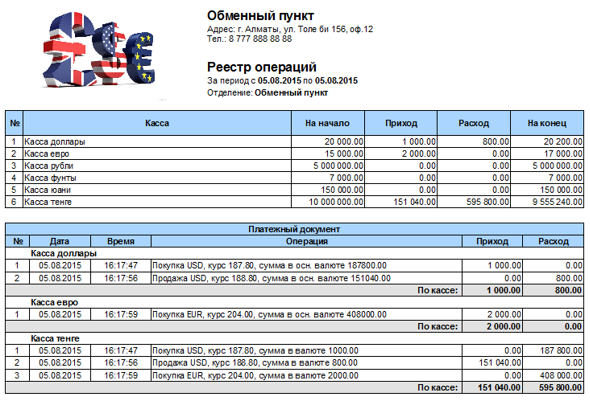 Обменный пункт
Адрес: г. Алматы, ул. Толе би 156, оф.12
Тел.: 8 777 888 88 88
Реестр операций
За период с 05.08.2015 по 05.08.2015
Отделение: Обменный пункт
№ Касса На начало Приход Расход На конец
1 Касса доллары 20 000.00 1 000.00 800.00 20 200.00
2 Касса евро 15 000.00 2 000.00 0.00 17 000.00
3 Касса рубли 5 000 000.00 0.00 0.00 5 000 000.00
4 Касса фунты 7 000.00 0.00 0.00 7 000.00
5 Касса юани 150 000.00 0.00 0.00 150 000.00
6 Касса тенге 10 000 000.00 151 040.00 595 800.00 9 555 240.00
Платежный документ
№ Дата Время Операция Приход Расход
Касса доллары
1 05.08.2015 16:17:47 Покупка USD, курс 187.80, сумма в осн. валюте 187800.00 1 000.00 0.00
2 05.08.2015 16:17:56 Продажа USD, курс 188.80, сумма в осн. валюте 151040.00 0.00 800.00
По кассе: 1 000.00 800.00
Касса евро
1 05.08.2015 16:17:59 Покупка EUR, курс 204.00, сумма в осн. валюте 408000.00 2 000.00 0.00
По кассе: 2 000.00 0.00
Касса тенге
1 05.08.2015 16:17:47 Покупка USD, курс 187.80, сумма в валюте 1000.00 0.00 187 800.00
2 05.08.2015 16:17:56 Продажа USD, курс 188.80, сумма в валюте 800.00 151 040.00 0.00
3 05.08.2015 16:17:59 Покупка EUR, курс 204.00, сумма в валюте 2000.00 0.00 408 000.00
По кассе: 151 040.00 595 800.00